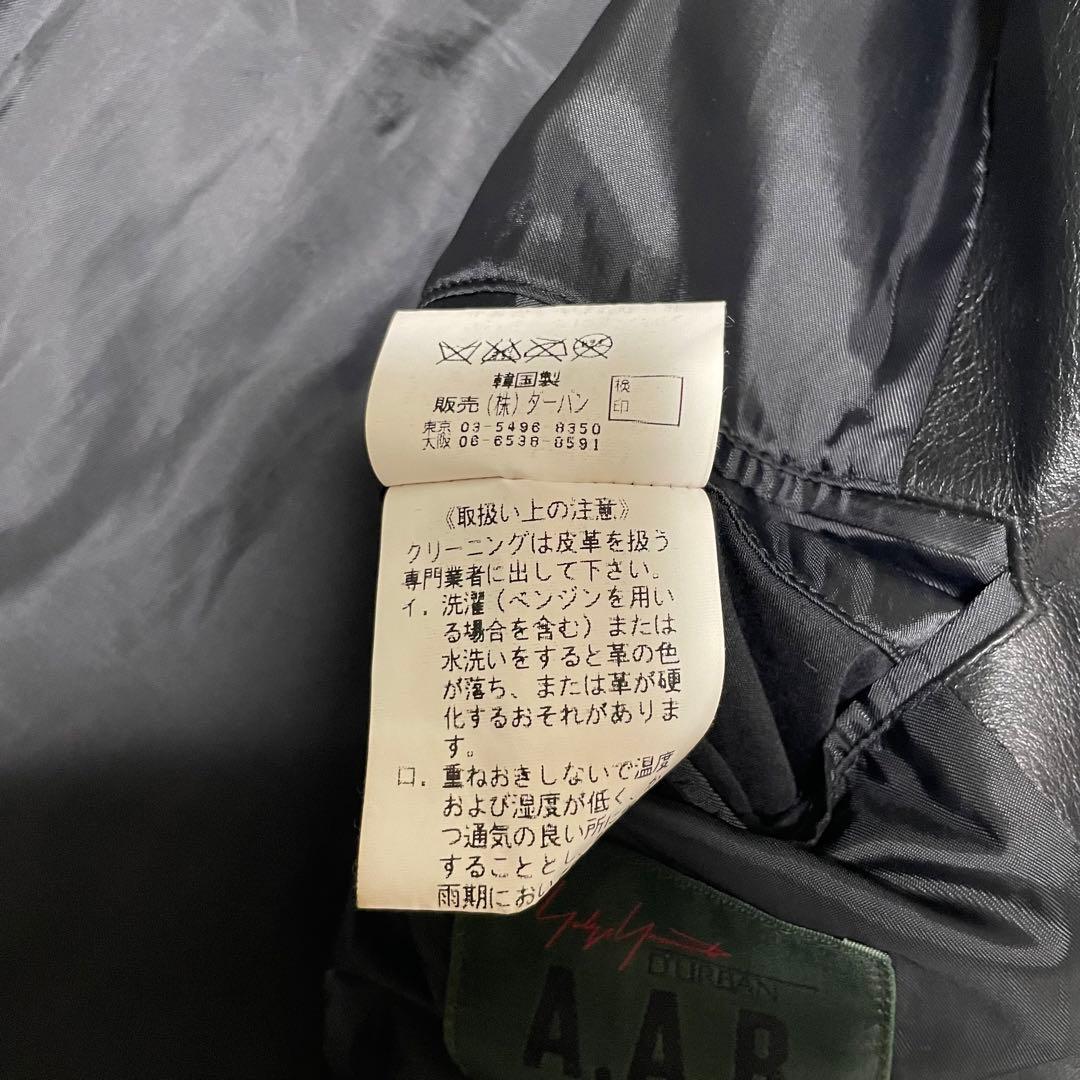 韓国製
検
印
販売(株)ダーバン
東京 03-5496-8350
大阪 06-6538-8591
《取扱い上の注意》
クリーニングは皮革を扱う
専門業者に出して下さい。
イ. 洗濯(ベンジンを用い
る場合を含む)または
水洗いをすると革の色
が落ち、または革が硬
化するおそれがありま
す。
ロ. 重ねおきしないで温度
および湿度が低く、
つ通気の良い所に
することとし
雨期におい
Yohji Yamamoto
D'URBAN
A.A.R